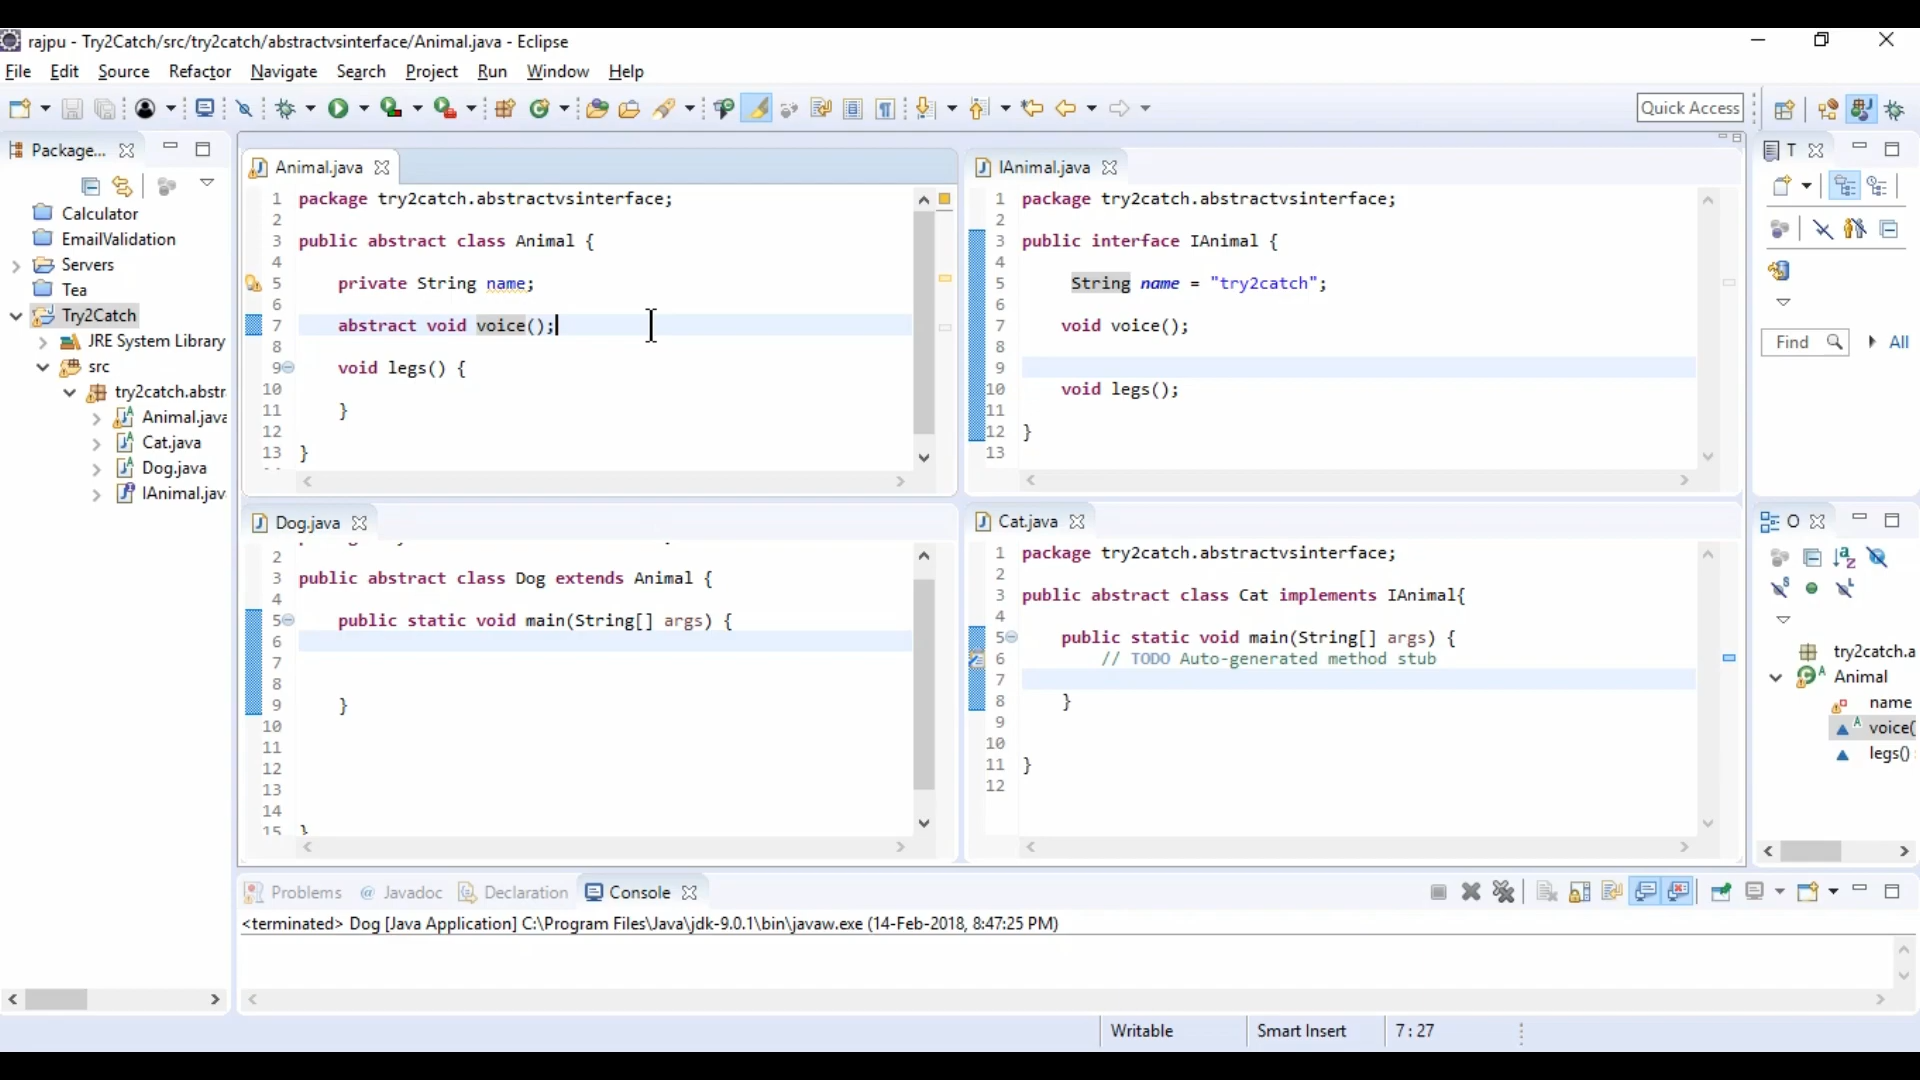 rajpu - Try2Catch/src/try2catch/abstractvsinterface/Animal.java - Eclipse
File Edit Source Refactor Navigate Search Project Run Window Help
Quick Access
Package...
Calculator
EmailValidation
Servers
Tea
Try2Catch
JRE System Library
src
try2catch.abstr
Animal.java
Cat.java
Dog.java
IAnimal.jav
Animal.java
1 package try2catch.abstractvsinterface;
2
3 public abstract class Animal {
4
5 private String name;
6
7 abstract void voice();
8
9 void legs() {
10
11 }
12
13 }
IAnimal.java
1 package try2catch.abstractvsinterface;
2
3 public interface IAnimal {
4
5 String name = "try2catch";
6
7 void voice();
8
9
10 void legs();
11
12 }
13
Dog.java
2
3 public abstract class Dog extends Animal {
4
5 public static void main(String[] args) {
6
7
8
9 }
10
11
12
13
14
15 }
Cat.java
1 package try2catch.abstractvsinterface;
2
3 public abstract class Cat implements IAnimal{
4
5 public static void main(String[] args) {
6 // TODO Auto-generated method stub
7
8 }
9
10
11 }
12
T
Find All
O
try2catch.a
Animal
name
voice(
legs()
Problems @ Javadoc Declaration Console
<terminated> Dog [Java Application] C:\Program Files\Java\jdk-9.0.1\bin\javaw.exe (14-Feb-2018, 8:47:25 PM)
Writable Smart Insert 7 : 27